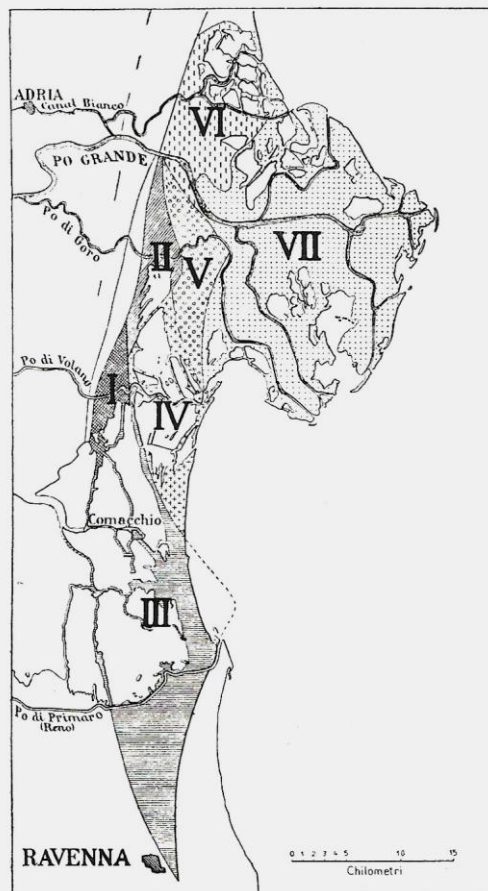 ADRIA
Canal Bianco
VI
PO GRANDE
Po di Goro
II
V
VII
Po di Volano
I
IV
Comacchio
III
Po di Primaro
(Reno)
RAVENNA
0 1 2 3 4 5 10 15
Chilometri